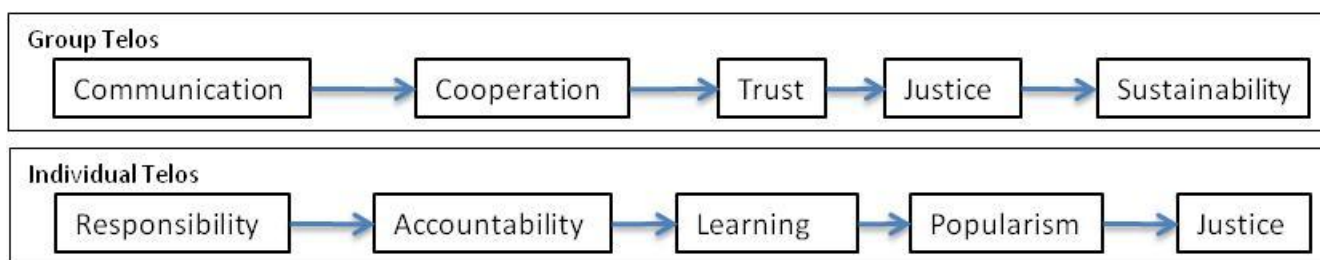 Group Telos
Communication Cooperation Trust Justice Sustainability
Individual Telos
Responsibility Accountability Learning Popularism Justice